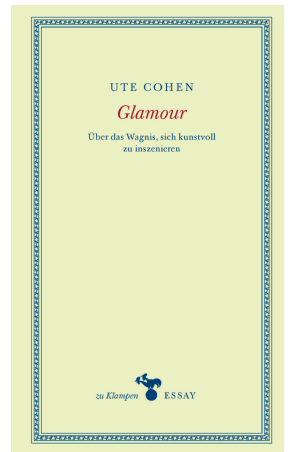 UTE COHEN
Glamour
Über das Wagnis, sich kunstvoll
zu inszenieren
zu Klampen ESSAY